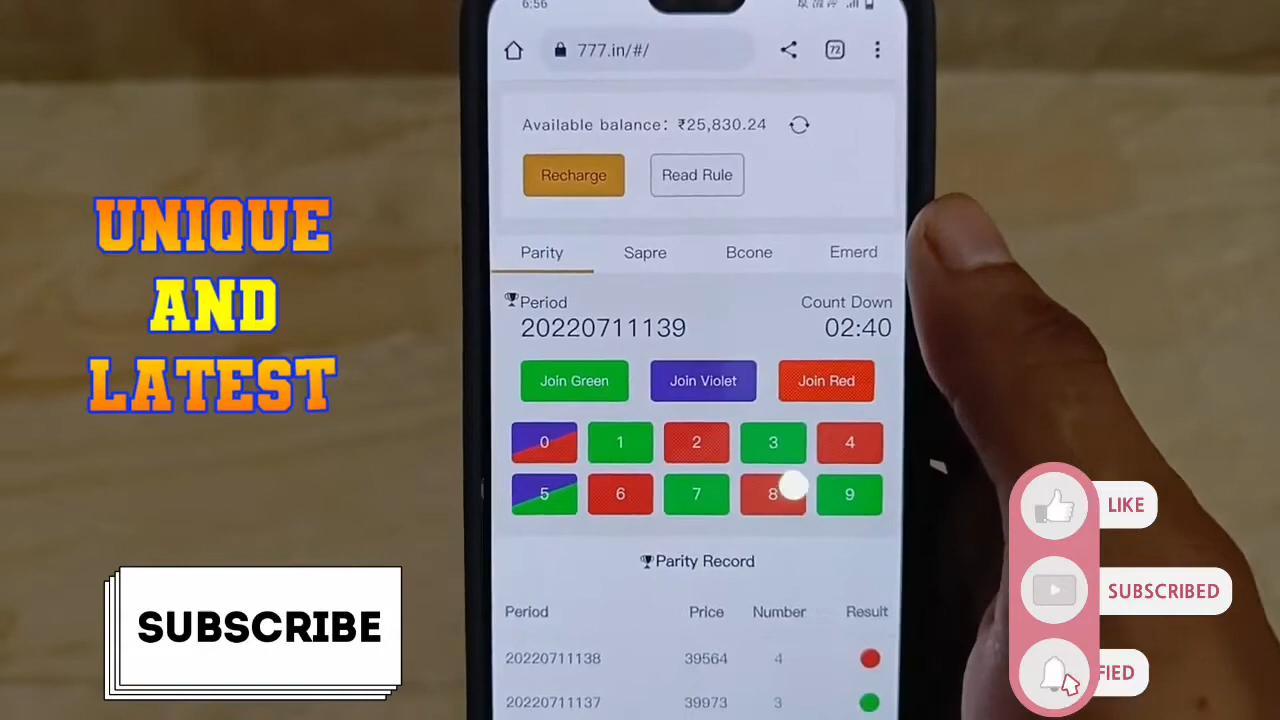 6:56
777.in/#/
72
Available balance: ₹25,830.24
Recharge
Read Rule
Parity
Sapre
Bcone
Emerd
Period
Count Down
20220711139
02:40
Join Green
Join Violet
Join Red
0
1
2
3
4
5
6
7
8
9
Parity Record
Period
Price
Number
Result
20220711138
39564
4
20220711137
39973
3
UNIQUE
AND
LATEST
SUBSCRIBE
LIKE
SUBSCRIBED
FIED